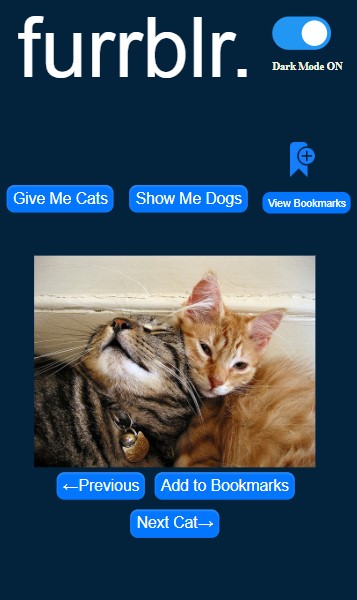 furrblr.
Dark Mode ON
Give Me Cats
Show Me Dogs
View Bookmarks
←Previous
Add to Bookmarks
Next Cat→